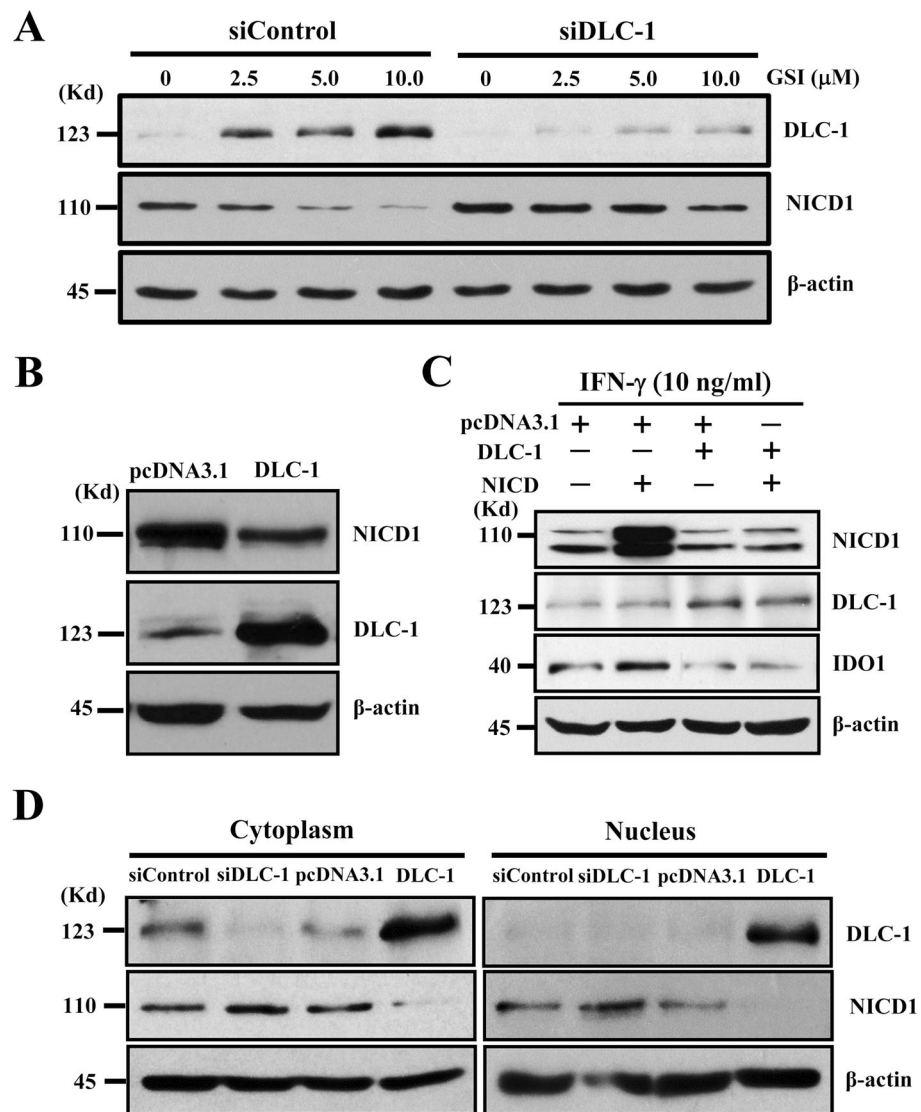 A
siControl siDLC-1
0 2.5 5.0 10.0 0 2.5 5.0 10.0 GSI (μM)
(Kd)
123 DLC-1
110 NICD1
45 β-actin
B
pcDNA3.1 DLC-1
(Kd)
110 NICD1
123 DLC-1
45 β-actin
C
IFN-γ (10 ng/ml)
pcDNA3.1 + + + —
DLC-1 — — + +
NICD — + — +
(Kd)
110 NICD1
123 DLC-1
40 IDO1
45 β-actin
D
Cytoplasm Nucleus
siControl siDLC-1 pcDNA3.1 DLC-1 siControl siDLC-1 pcDNA3.1 DLC-1
(Kd)
123 DLC-1
110 NICD1
45 β-actin